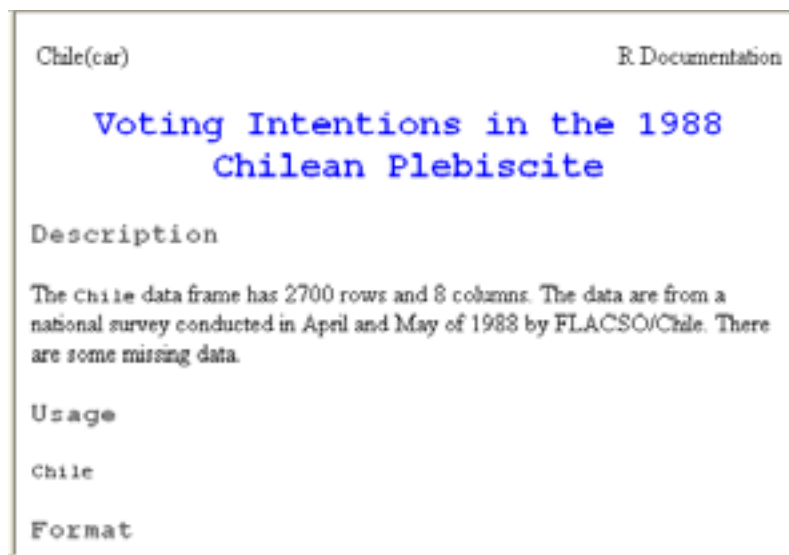 Chile(car) R Documentation
Voting Intentions in the 1988
Chilean Plebiscite
Description
The Chile data frame has 2700 rows and 8 columns. The data are from a
national survey conducted in April and May of 1988 by FLACSO/Chile. There
are some missing data.
Usage
Chile
Format